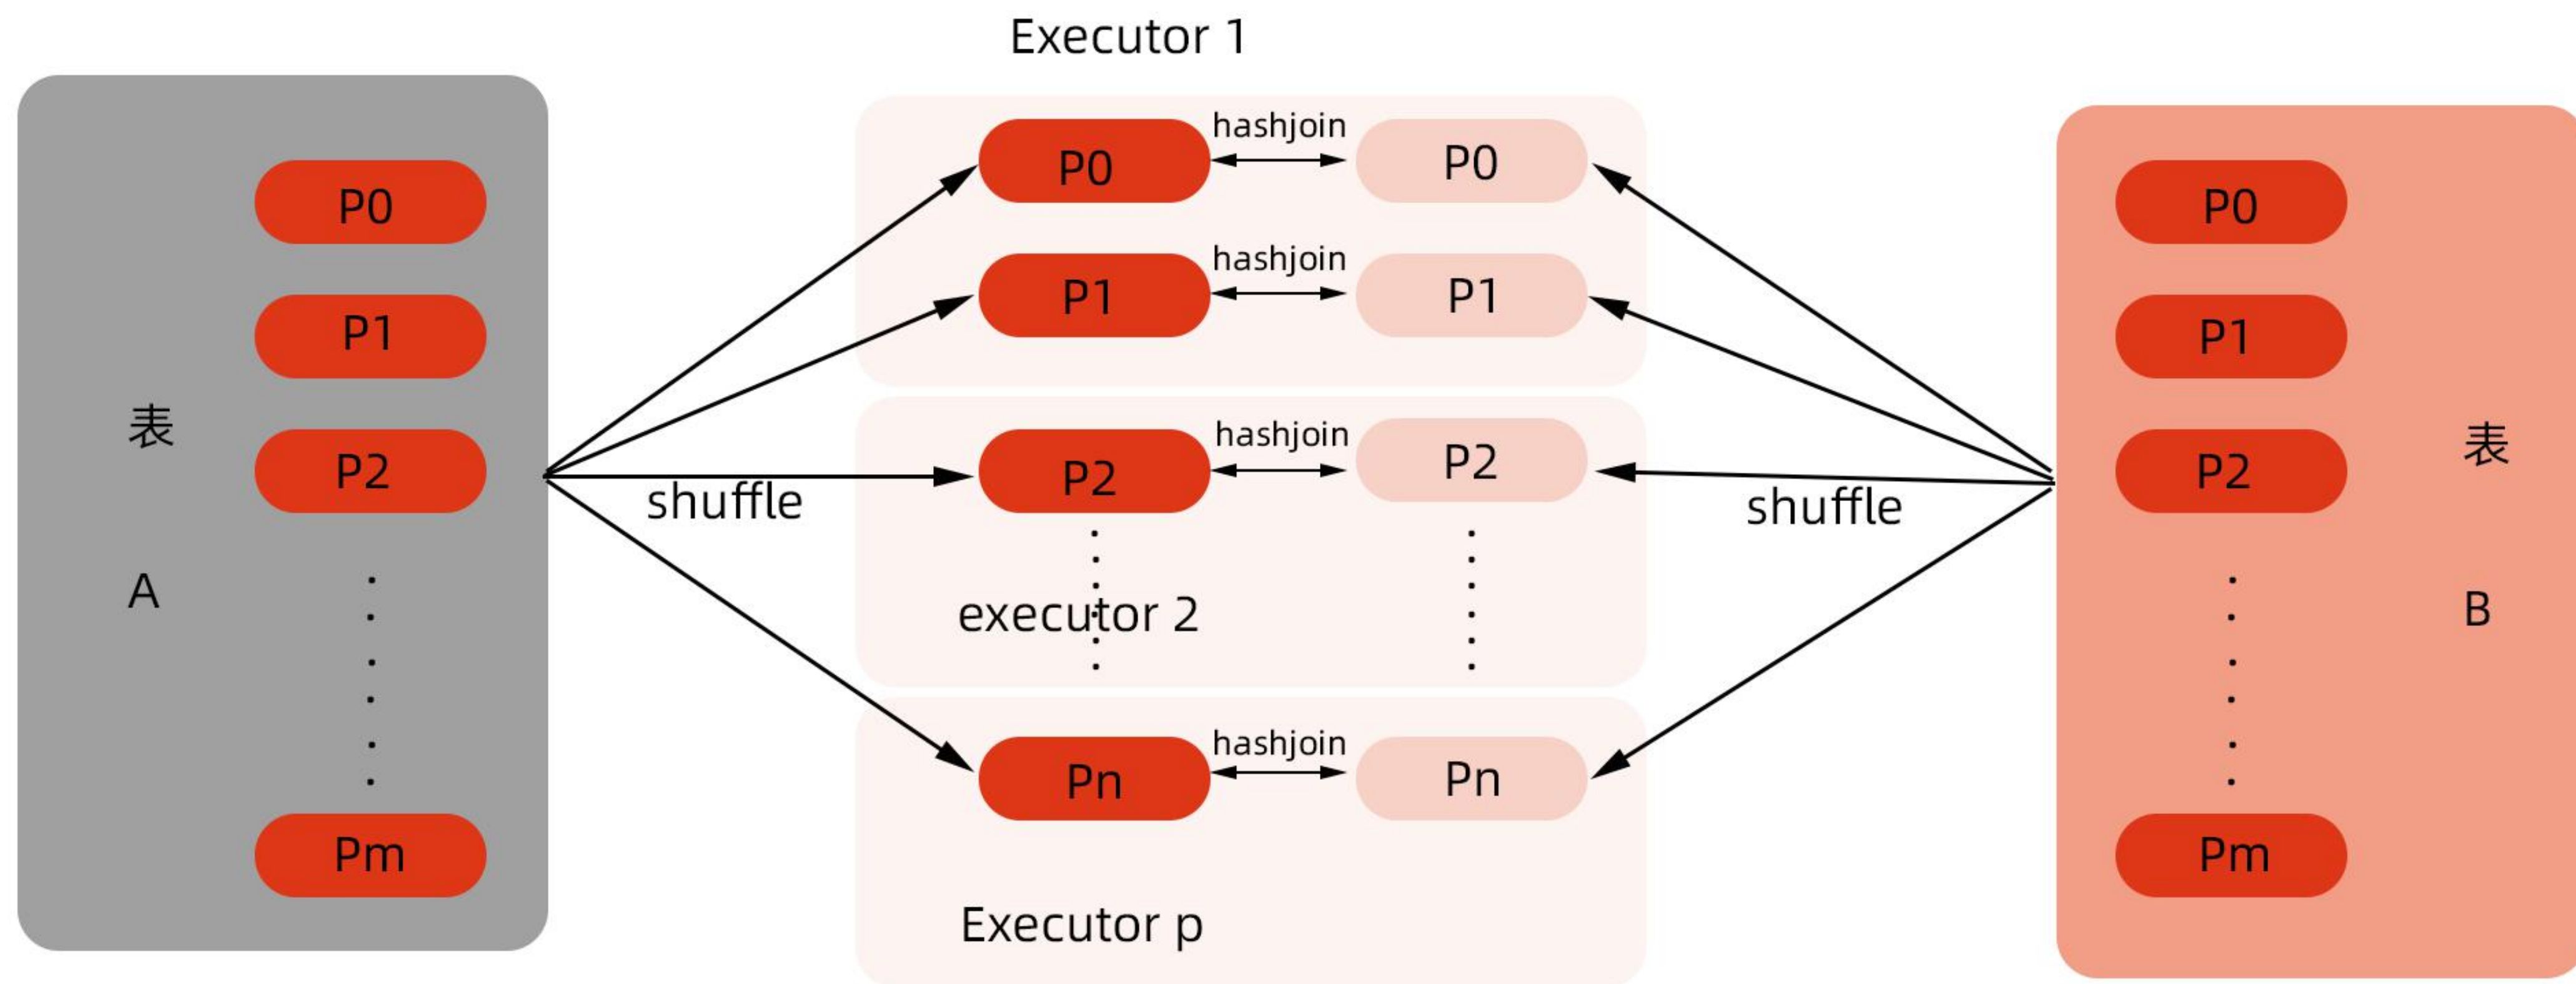 Executor 1
表
A
P0
P1
P2
Pm
shuffle
P0
hashjoin
P0
P1
hashjoin
P1
P2
hashjoin
P2
executor 2
Pn
hashjoin
Pn
Executor p
shuffle
P0
P1
P2
Pm
表
B